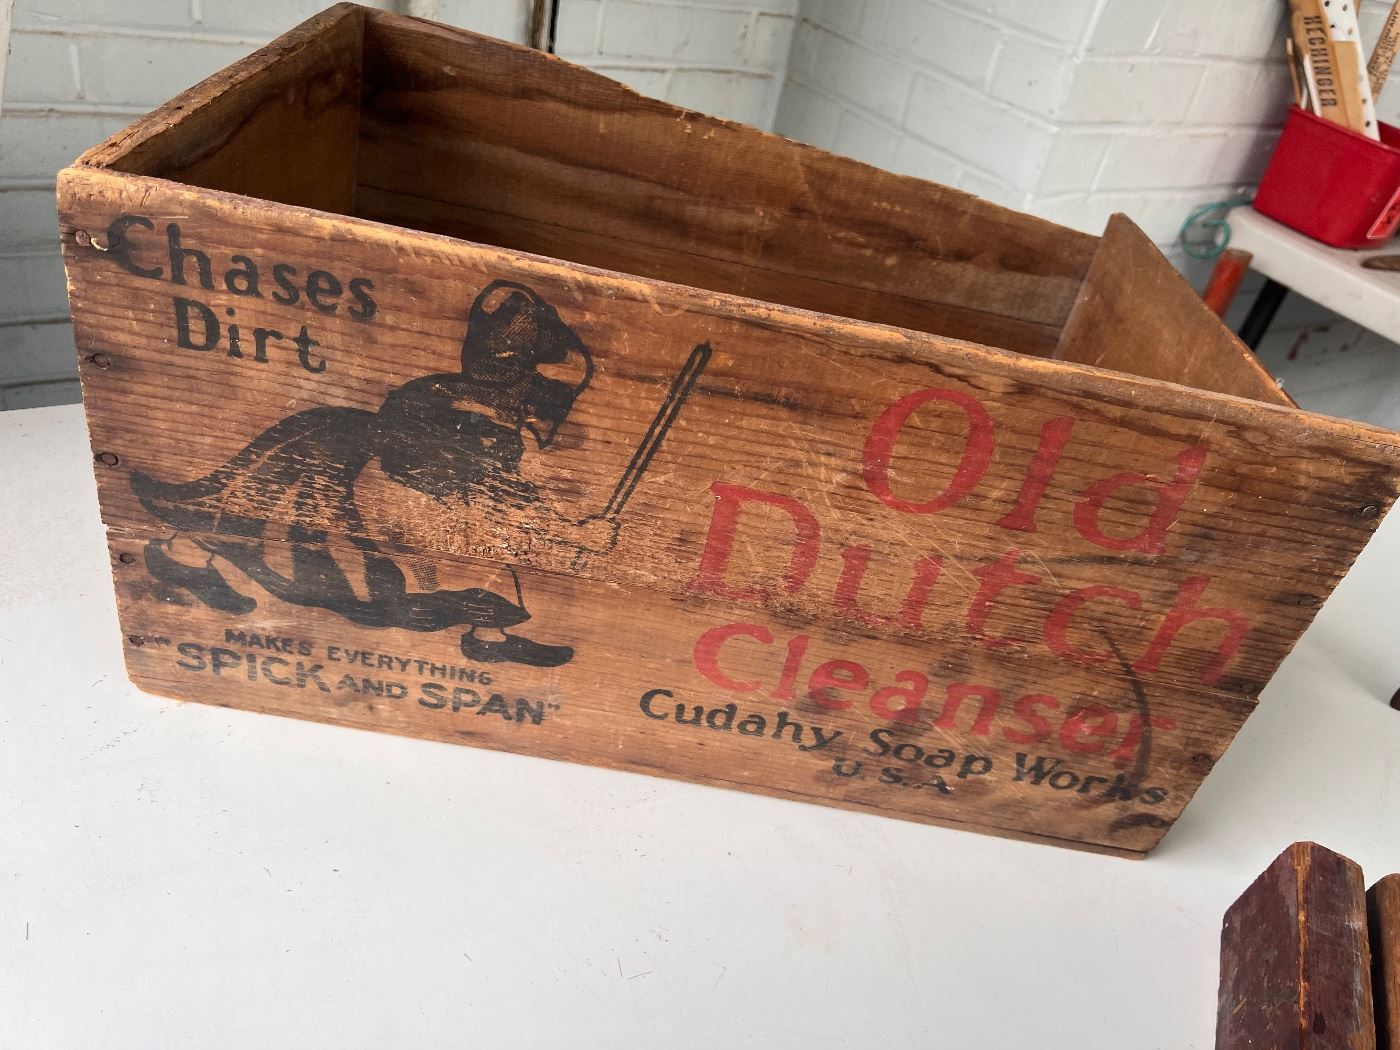 Chases
Dirt
MAKES EVERYTHING
"SPICK AND SPAN"
Old
Dutch
Cleanser
Cudahy Soap Works
U.S.A
HECHINGER